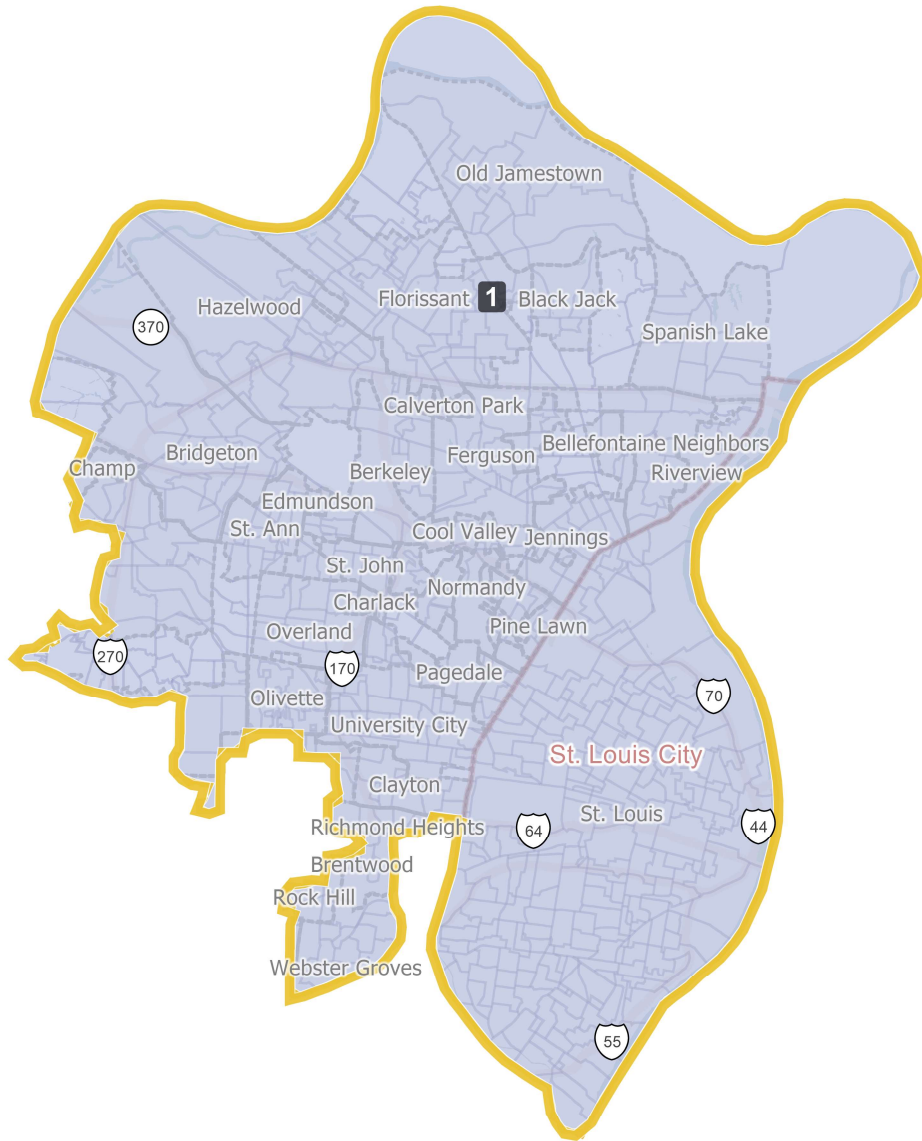 Old Jamestown
Florissant 1 Black Jack
Hazelwood
370
Spanish Lake
Calverton Park
Bellefontaine Neighbors
Bridgeton
Ferguson
Champ
Berkeley
Riverview
Edmundson
St. Ann
Cool Valley
Jennings
St. John
Normandy
Charlack
Pine Lawn
Overland
270
170
Pagedale
70
Olivette
University City
St. Louis City
Clayton
St. Louis
Richmond Heights
64
44
Brentwood
Rock Hill
Webster Groves
55